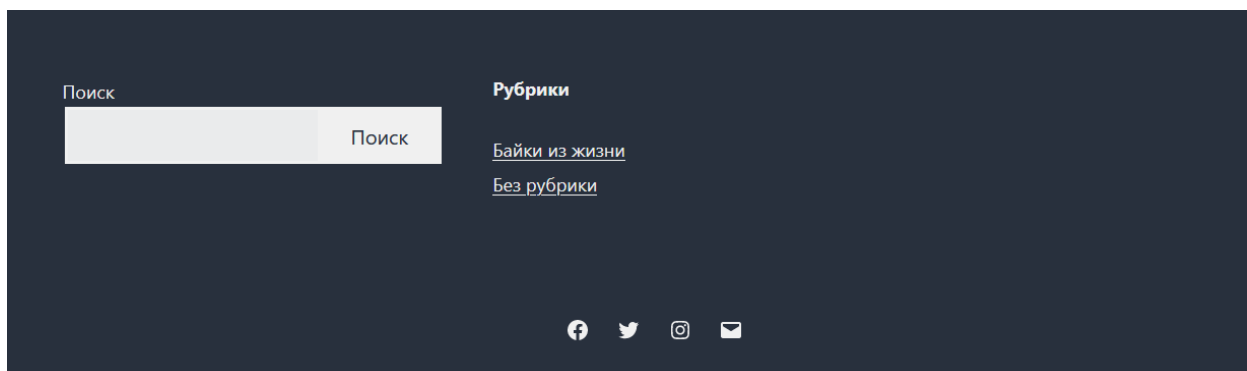 Поиск
Поиск
Рубрики
Байки из жизни
Без рубрики